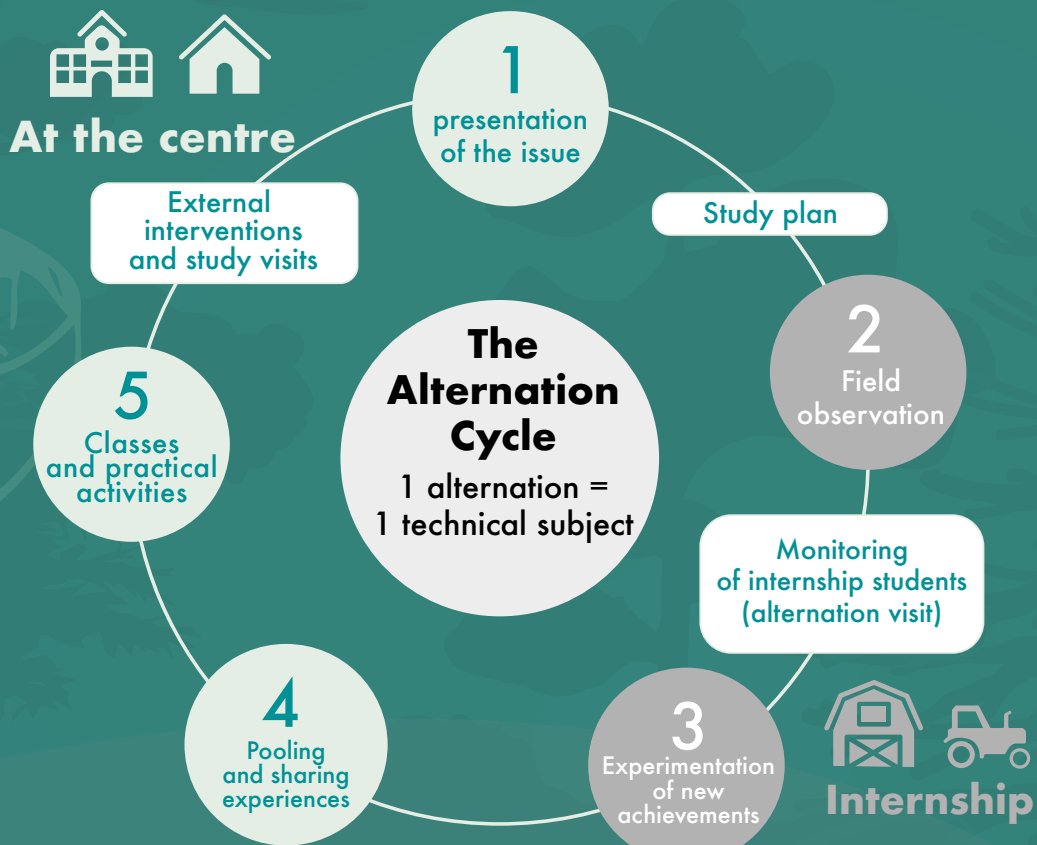 At the centre
1
presentation
of the issue
Study plan
2
Field
observation
Monitoring
of internship students
(alternation visit)
3
Experimentation
of new
achievements
Internship
4
Pooling
and sharing
experiences
5
Classes
and practical
activities
External
interventions
and study visits
The
Alternation
Cycle
1 alternation =
1 technical subject